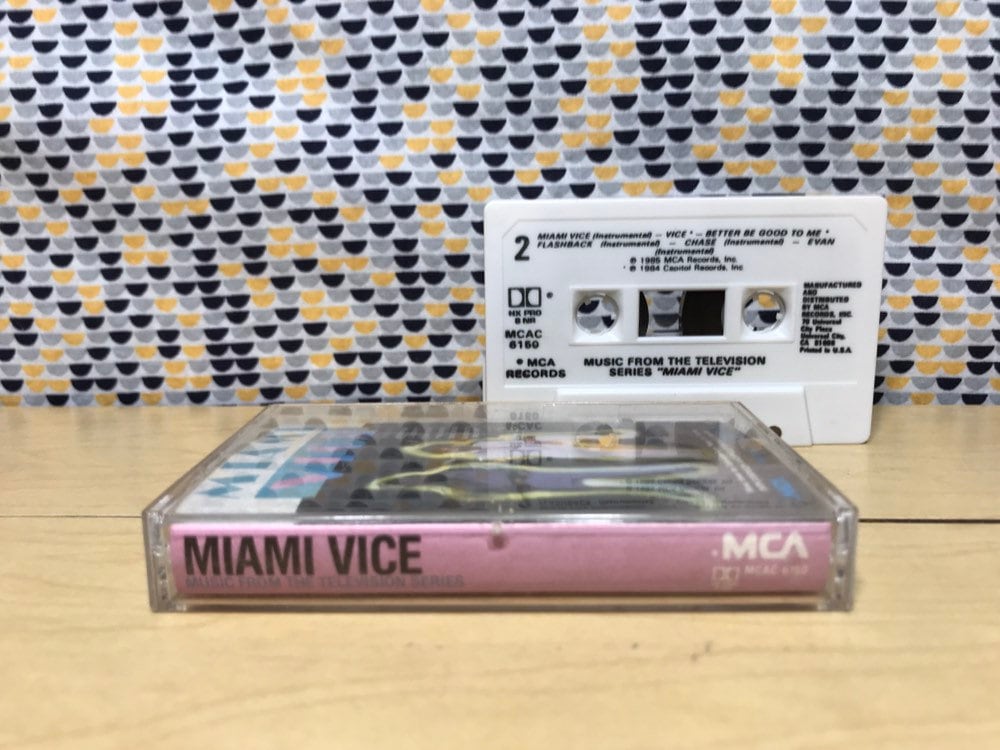 2
MIAMI VICE (Instrumental) — VICE * — BETTER BE GOOD TO ME *
FLASHBACK (Instrumental) — CHASE (Instrumental) — EVAN
(Instrumental)
℗ 1985 MCA Records, Inc.
* ℗ 1984 Capitol Records, Inc.
HX PRO
B NR
MCAC
6150
MCA
RECORDS
MUSIC FROM THE TELEVISION
SERIES "MIAMI VICE"
MANUFACTURED
AND
DISTRIBUTED
BY MCA
RECORDS, INC.
70 Universal
City Plaza
Universal City,
CA
Printed in U.S.A.
MIAMI
MIAMI VICE
MUSIC FROM THE TELEVISION SERIES
MCA
MCAC-6150